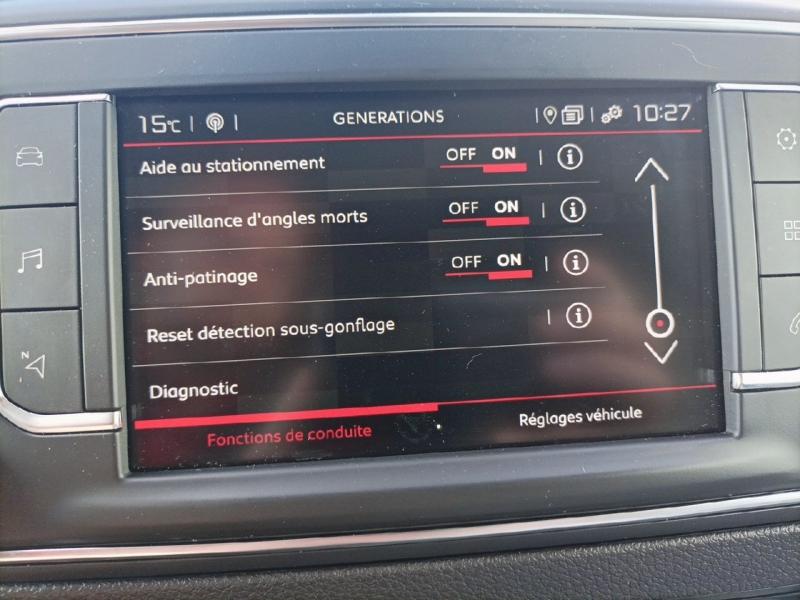 15°C GENERATIONS 10:27
Aide au stationnement OFF ON i
Surveillance d'angles morts OFF ON i
Anti-patinage OFF ON i
Reset détection sous-gonflage i
Diagnostic
Fonctions de conduite Réglages véhicule
N